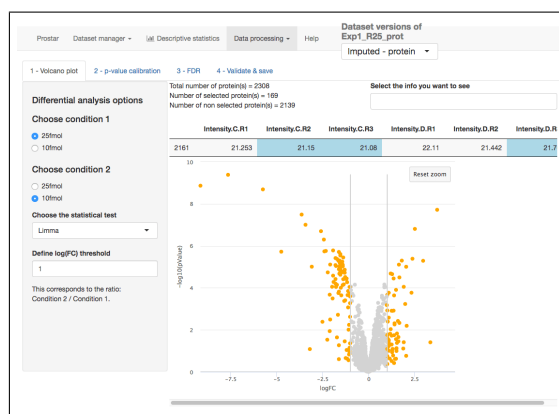 Prostar Dataset manager Descriptive statistics Data processing Help Dataset versions of
Exp1_R25_prot
Imputed - protein
1 - Volcano plot 2 - p-value calibration 3 - FDR 4 - Validate & save
Differential analysis options
Choose condition 1
25fmol
10fmol
Choose condition 2
25fmol
10fmol
Choose the statistical test
Limma
Define log(FC) threshold
1
This corresponds to the ratio:
Condition 2 / Condition 1.
Total number of protein(s) = 2308
Number of selected protein(s) = 169
Number of non selected protein(s) = 2139
Select the info you want to see
Intensity.C.R1 Intensity.C.R2 Intensity.C.R3 Intensity.D.R1 Intensity.D.R2 Intensity.D.R
2161 21.253 21.15 21.08 22.11 21.442 21.7
Reset zoom
10
8
6
4
2
0
-log10(pValue)
-7.5 -5 -2.5 0 2.5
logFC